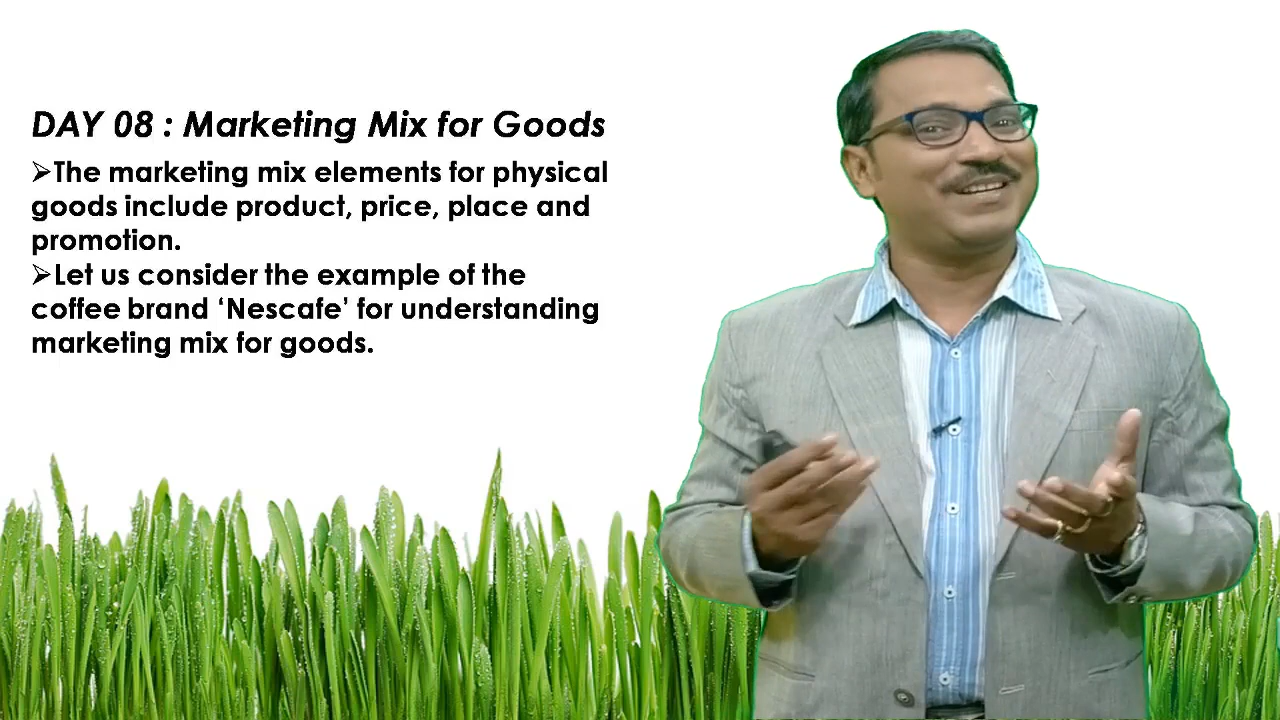 DAY 08 : Marketing Mix for Goods
➢The marketing mix elements for physical
goods include product, price, place and
promotion.
➢Let us consider the example of the
coffee brand ‘Nescafe’ for understanding
marketing mix for goods.